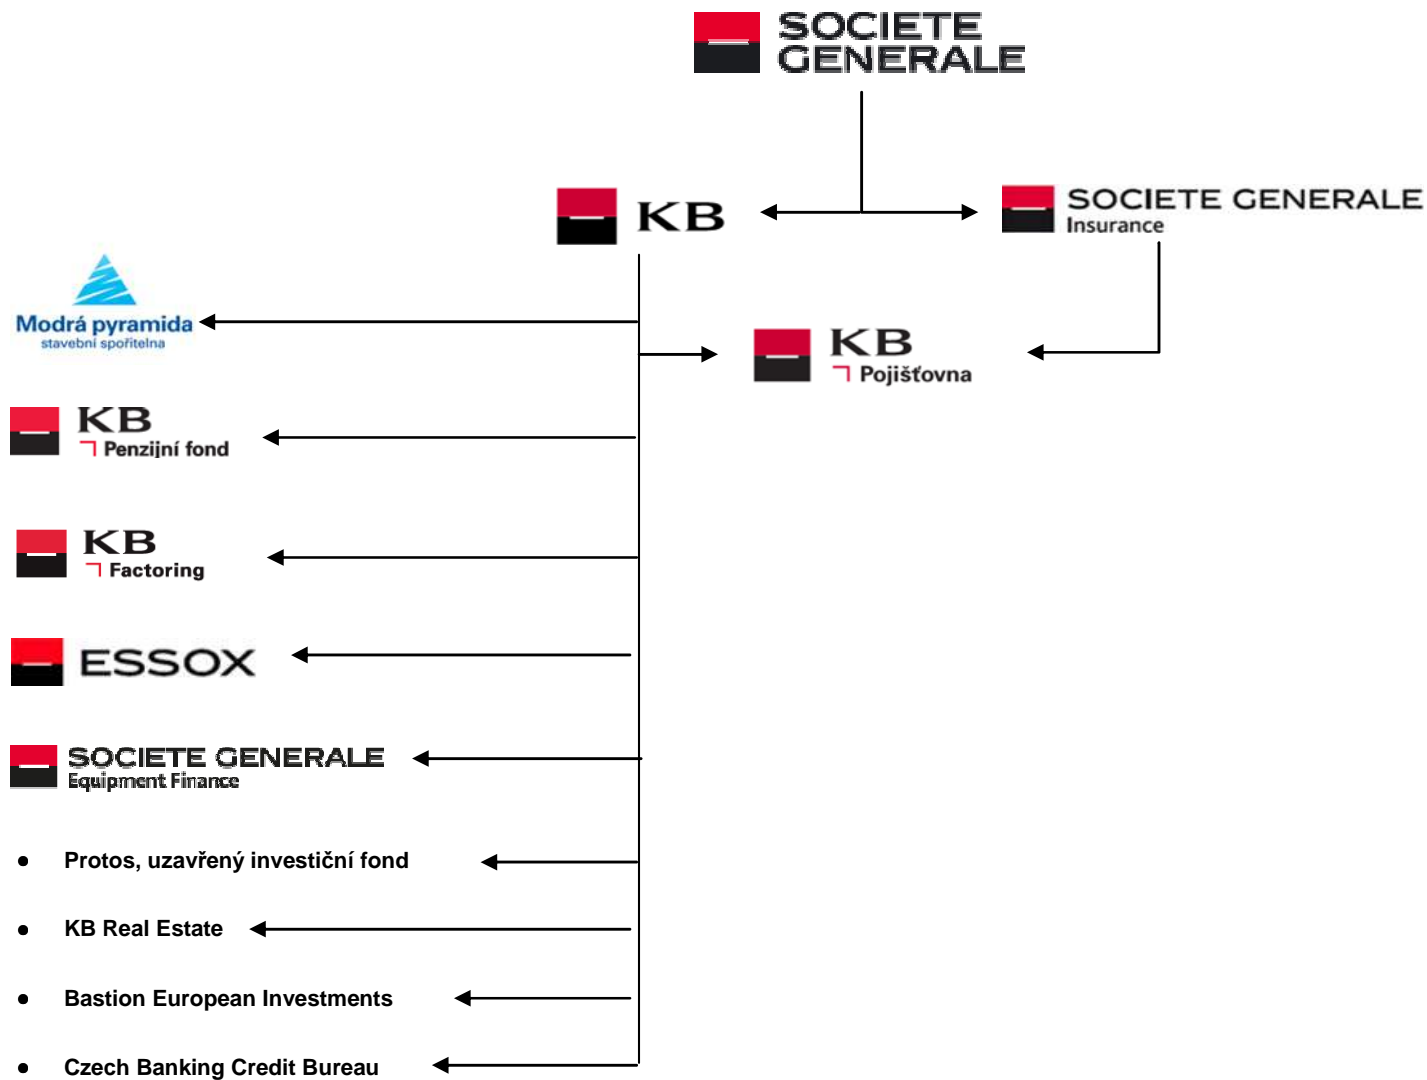 SOCIETE
GENERALE
KB
SOCIETE GENERALE
Insurance
Modrá pyramida
stavební spořitelna
KB
Pojišťovna
KB
Penzijní fond
KB
Factoring
ESSOX
SOCIETE GENERALE
Equipment Finance
• Protos, uzavřený investiční fond
• KB Real Estate
• Bastion European Investments
• Czech Banking Credit Bureau